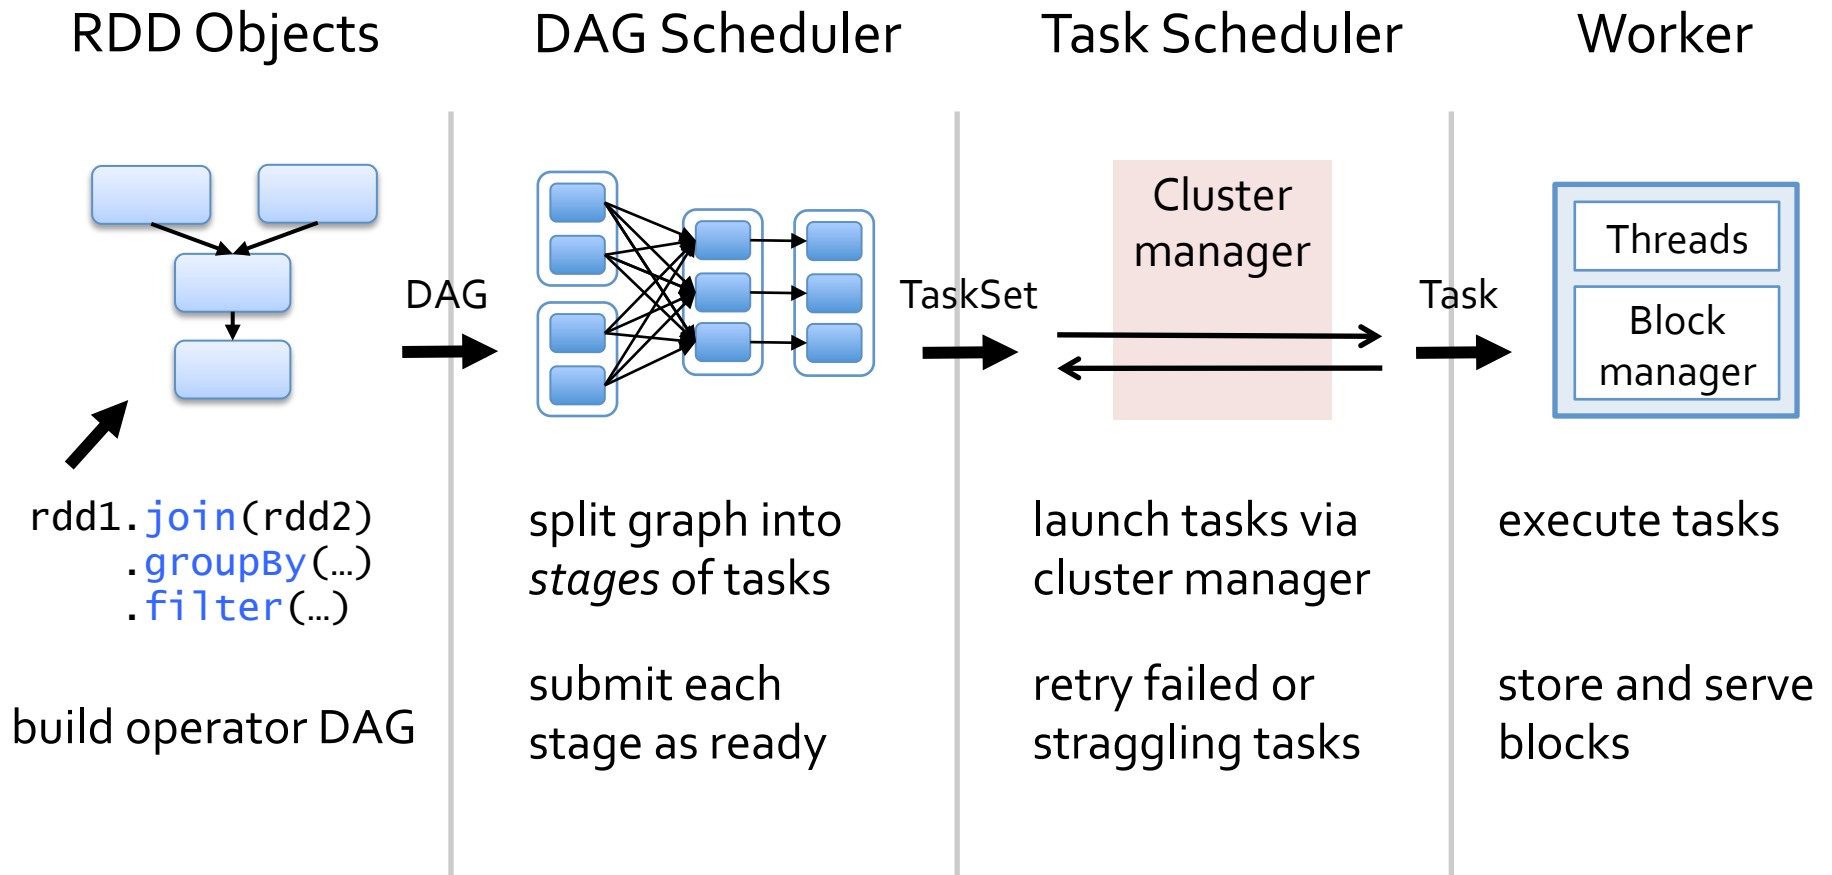 RDD Objects
DAG Scheduler
Task Scheduler
Worker
DAG
TaskSet
Cluster
manager
Task
Threads
Block
manager
rdd1.join(rdd2)
.groupBy(…)
.filter(…)
build operator DAG
split graph into
stages of tasks
submit each
stage as ready
launch tasks via
cluster manager
retry failed or
straggling tasks
execute tasks
store and serve
blocks